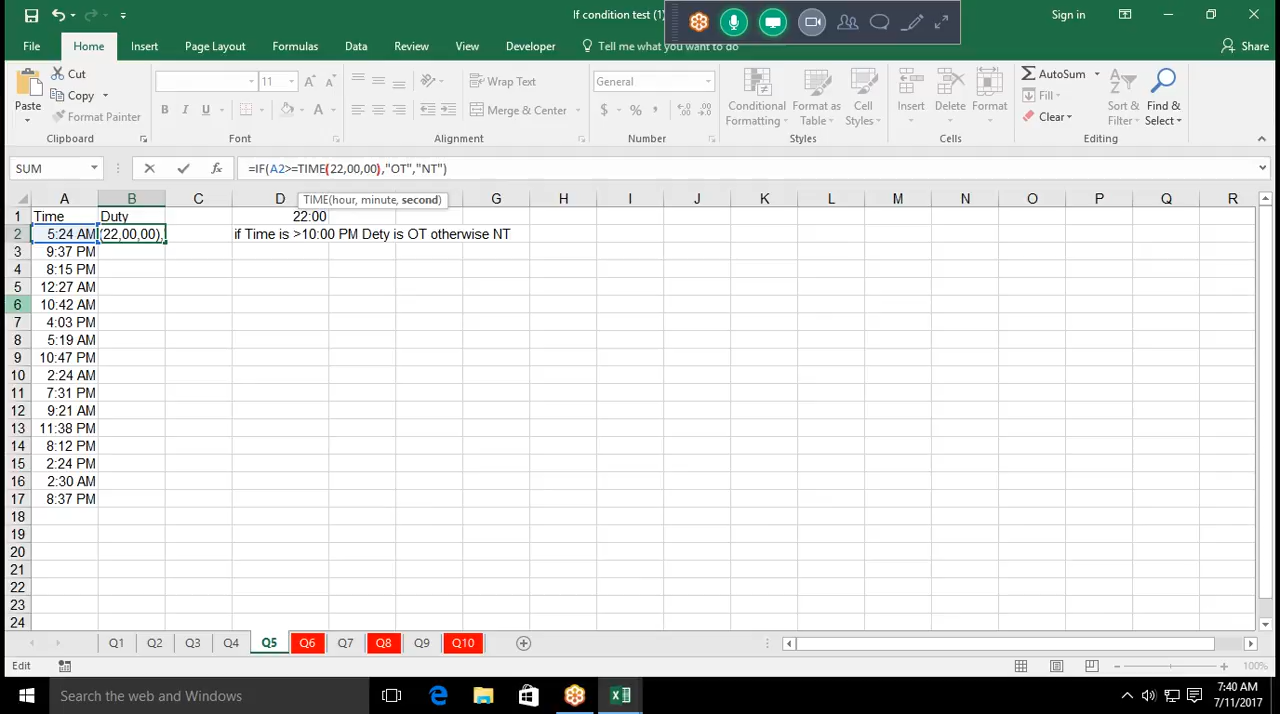 If condition test (1)
Sign in
File Home Insert Page Layout Formulas Data Review View Developer Tell me what you want to do Share
Paste Cut Copy Format Painter Clipboard
11 B I U A A A Font
Wrap Text Merge & Center Alignment
General $ % , Number
Conditional Formatting Format as Table Cell Styles Styles
Insert Delete Format Cells
AutoSum Fill Clear Sort & Filter Find & Select Editing
SUM fx =IF(A2>=TIME(22,00,00),"OT","NT")
TIME(hour, minute, second)
A B C D G H I J K L M N O P Q R
1 Time Duty 22:00
2 5:24 AM (22,00,00), if Time is >10:00 PM Dety is OT otherwise NT
3 9:37 PM
4 8:15 PM
5 12:27 AM
6 10:42 AM
7 4:03 PM
8 5:19 AM
9 10:47 PM
10 2:24 AM
11 7:31 PM
12 9:21 AM
13 11:38 PM
14 8:12 PM
15 2:24 PM
16 2:30 AM
17 8:37 PM
18
19
20
21
22
23
24
Q1 Q2 Q3 Q4 Q5 Q6 Q7 Q8 Q9 Q10
Edit 100%
Search the web and Windows 7:40 AM
7/11/2017